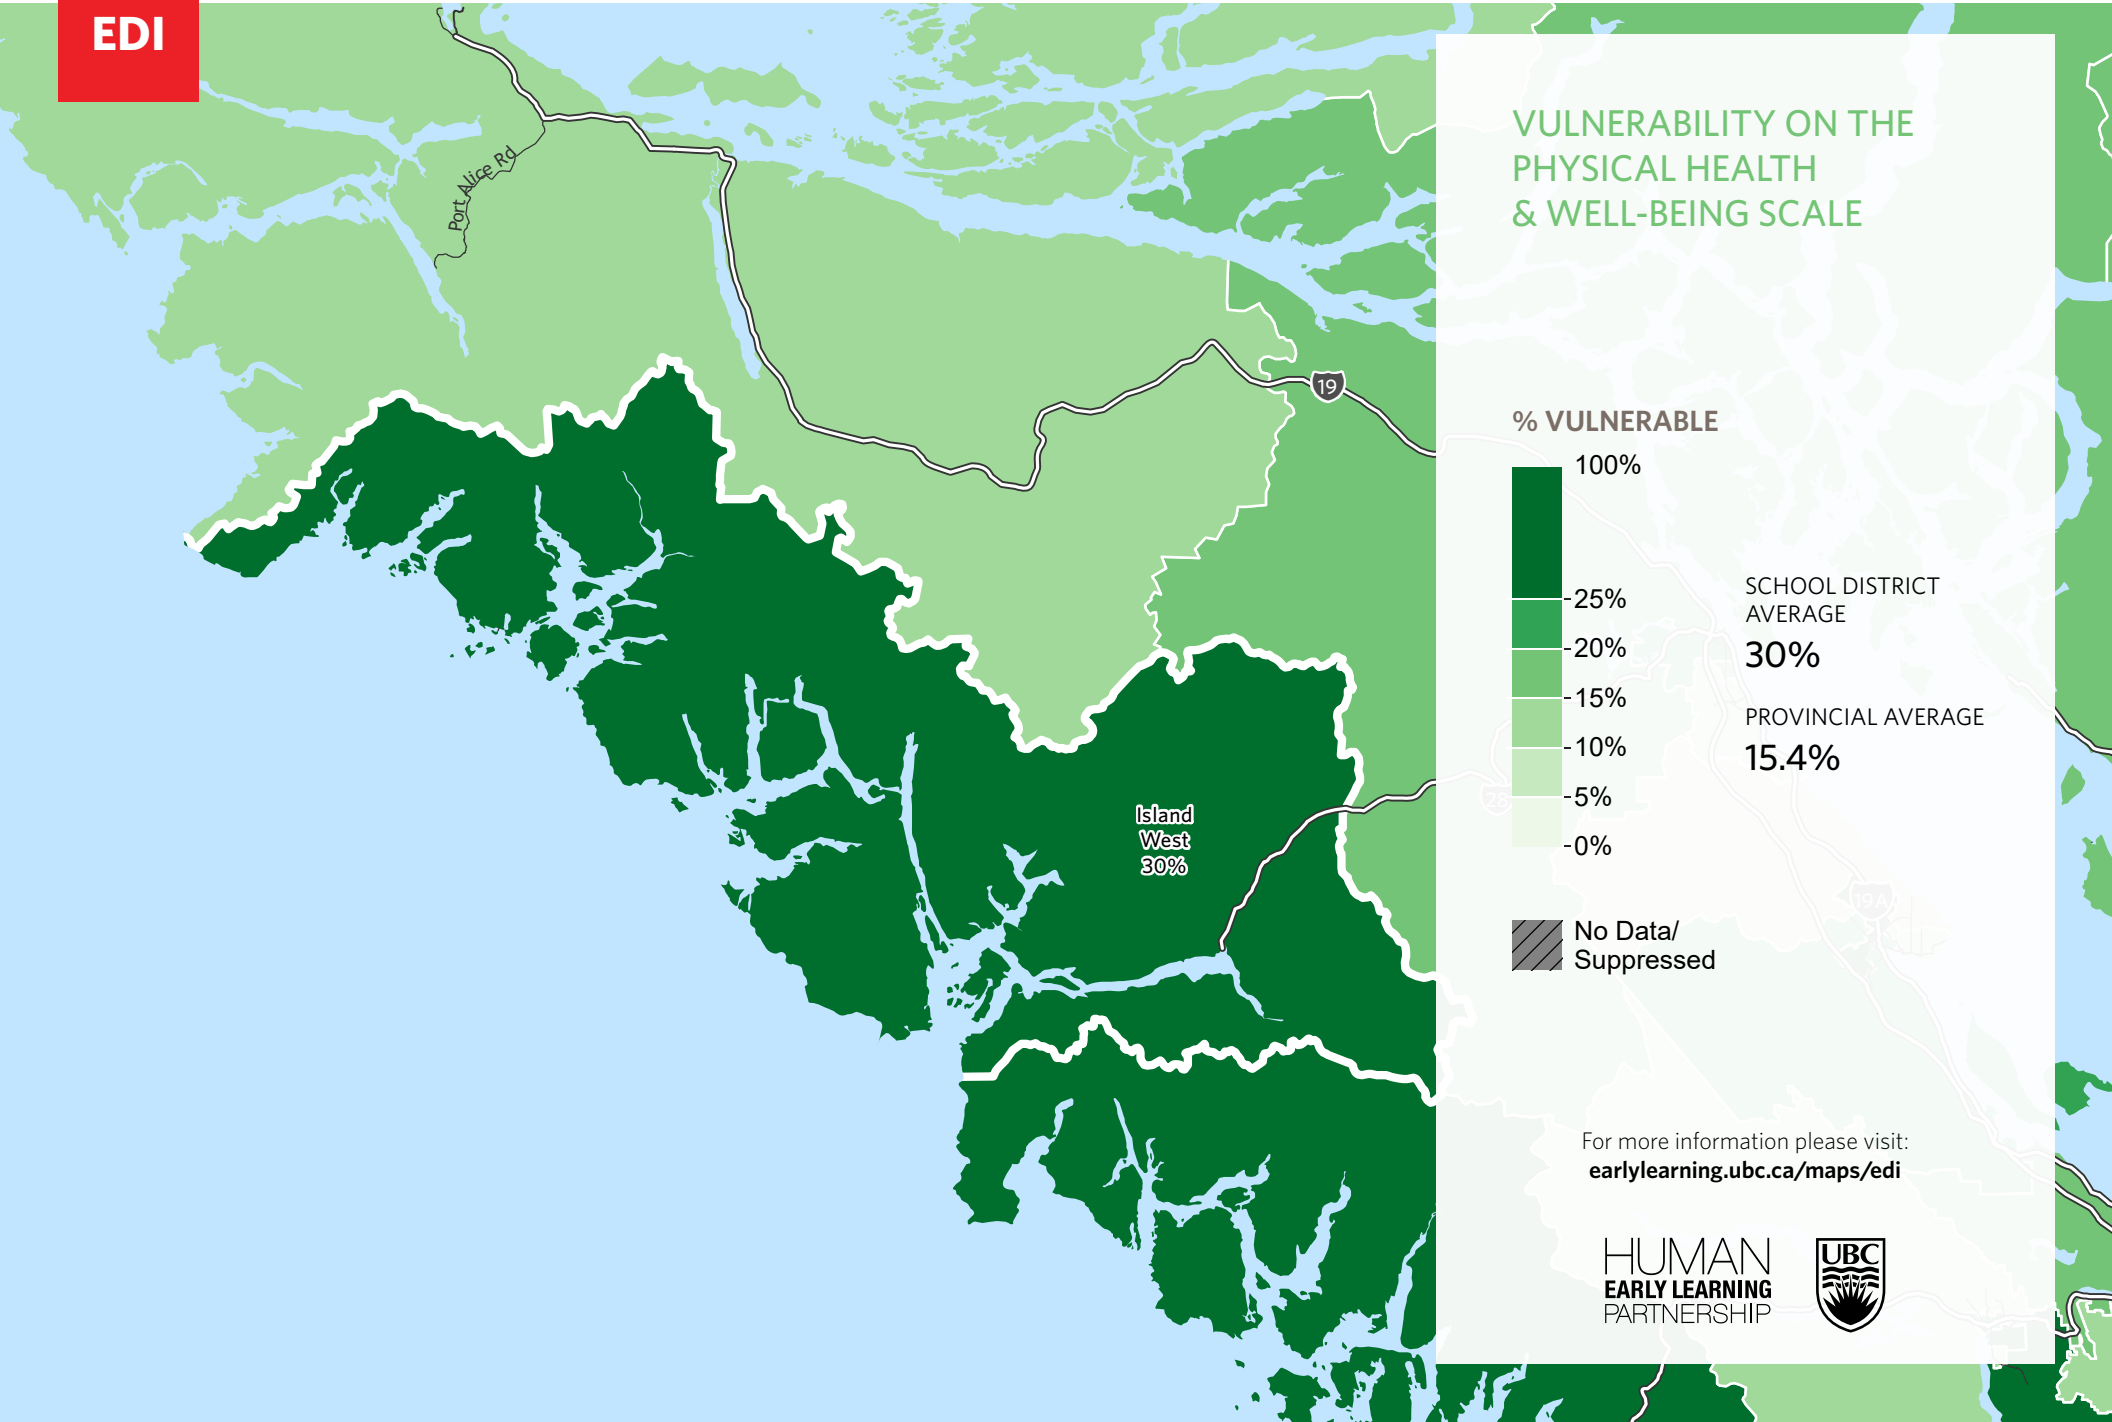 EDI
Port Alice Rd
19
Island
West
30%
VULNERABILITY ON THE
PHYSICAL HEALTH
& WELL-BEING SCALE
% VULNERABLE
100%
25%
20%
15%
10%
5%
0%
SCHOOL DISTRICT
AVERAGE
30%
PROVINCIAL AVERAGE
15.4%
28
19A
No Data/
Suppressed
For more information please visit:
earlylearning.ubc.ca/maps/edi
HUMAN
EARLY LEARNING
PARTNERSHIP
UBC